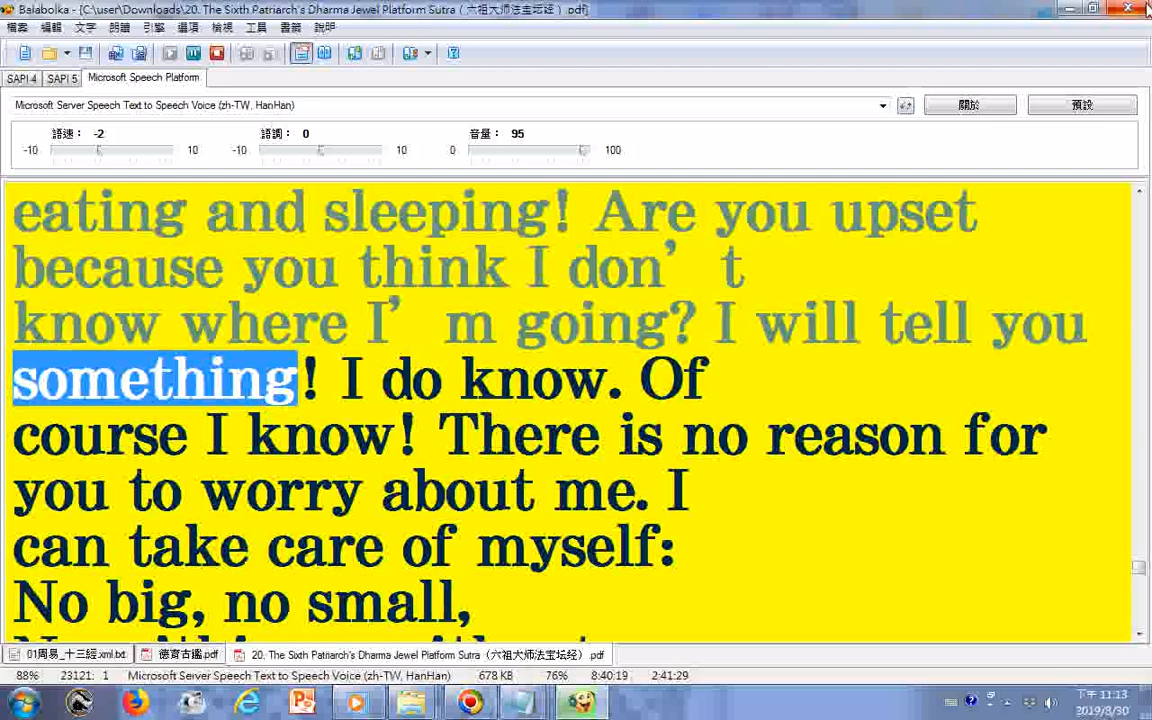 Balabolka - [C:\user\Downloads\20. The Sixth Patriarch's Dharma Jewel Platform Sutra（六祖大师法宝坛经）.pdf]
檔案 編輯 文字 朗讀 引擎 選項 檢視 工具 書籤 說明
SAPI 4 SAPI 5 Microsoft Speech Platform
Microsoft Server Speech Text to Speech Voice (zh-TW, HanHan) 關於 預設
語速： -2 語調： 0 音量： 95
-10 10 -10 10 0 100
eating and sleeping! Are you upset
because you think I don’t
know where I’m going? I will tell you
something! I do know. Of
course I know! There is no reason for
you to worry about me. I
can take care of myself:
No big, no small,
01周易_十三經.xml.txt 德育古鑑.pdf 20. The Sixth Patriarch's Dharma Jewel Platform Sutra（六祖大师法宝坛经）.pdf
88% 23121: 1 Microsoft Server Speech Text to Speech Voice (zh-TW, HanHan) 678 KB 76% 8:40:19 2:41:29
下午 11:13
2019/8/30